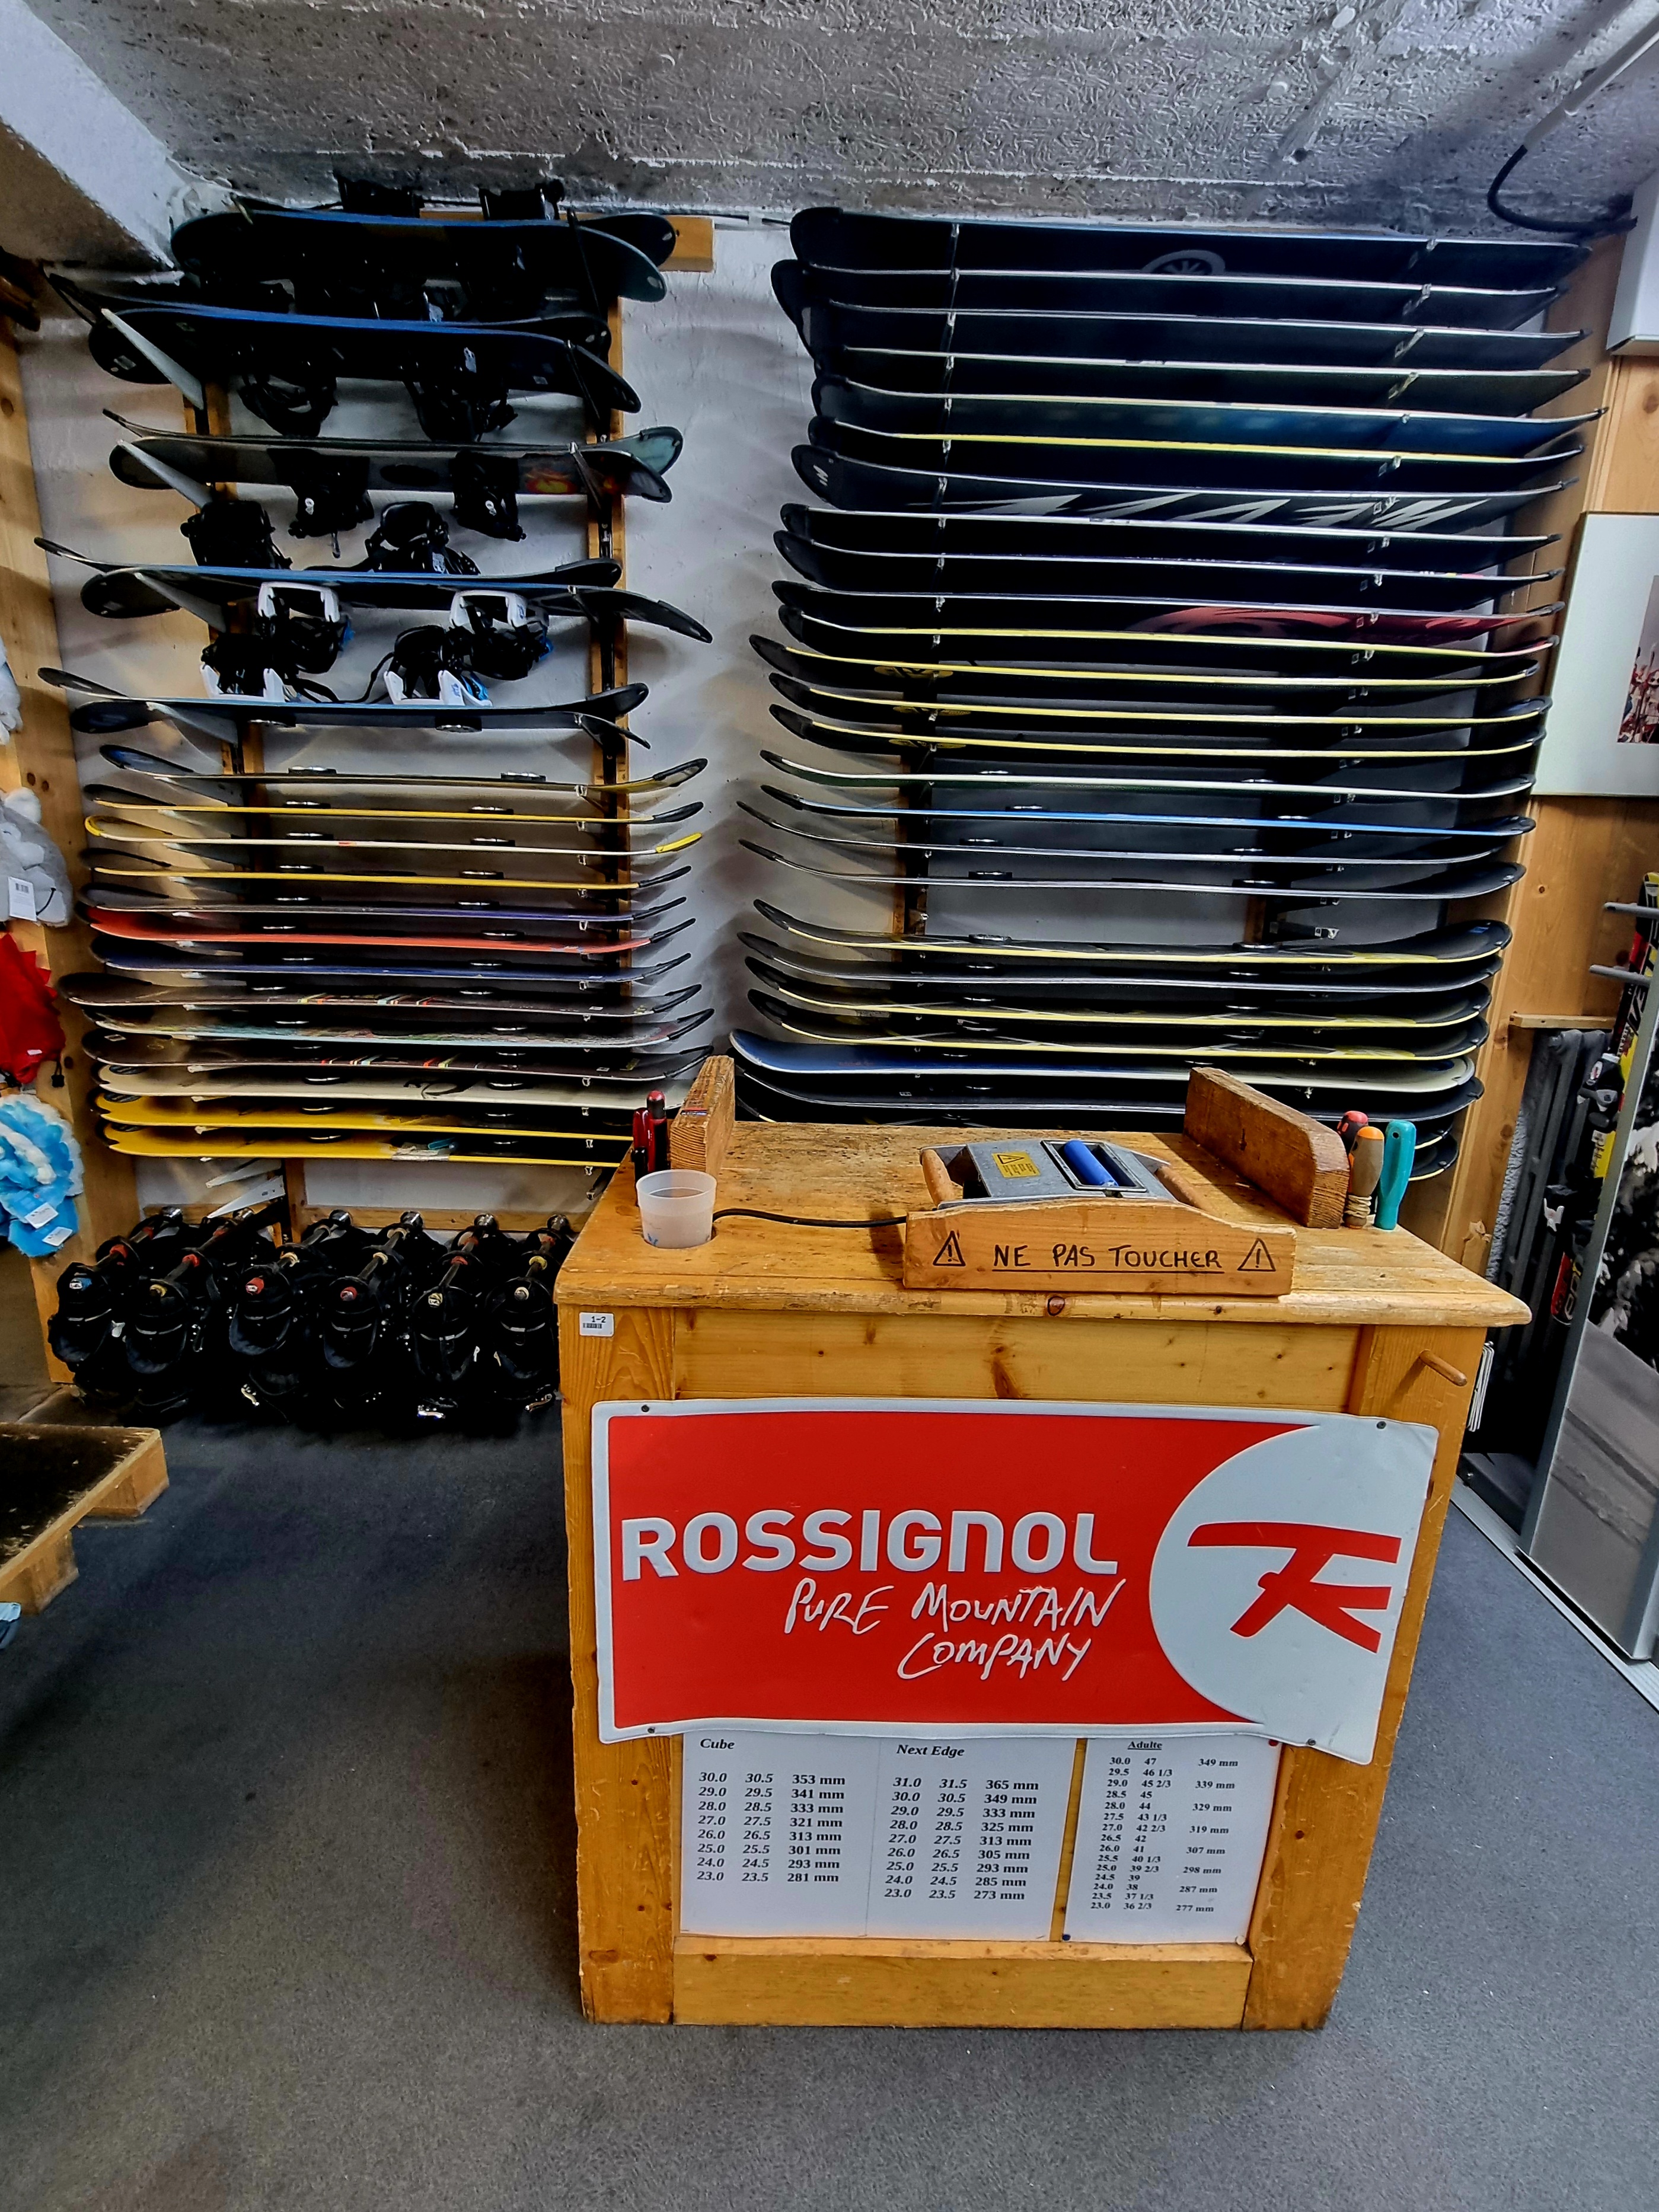 NE PAS TOUCHER
1-2
ROSSIGNOL
PURE MOUNTAIN
COMPANY
Cube
30.0 30.5 353 mm
29.0 29.5 341 mm
28.0 28.5 333 mm
27.0 27.5 321 mm
26.0 26.5 313 mm
25.0 25.5 301 mm
24.0 24.5 293 mm
23.0 23.5 281 mm
Next Edge
31.0 31.5 365 mm
30.0 30.5 349 mm
29.0 29.5 333 mm
28.0 28.5 325 mm
27.0 27.5 313 mm
26.0 26.5 305 mm
25.0 25.5 293 mm
24.0 24.5 285 mm
23.0 23.5 273 mm
Adulte
30.0 47 349 mm
29.5 46 1/3
29.0 45 2/3 339 mm
28.5 45
28.0 44 329 mm
27.5 43 1/3
27.0 42 2/3 319 mm
26.5 42
26.0 41 307 mm
25.5 40 1/3
25.0 39 2/3 298 mm
24.5 39
24.0 38 287 mm
23.5 37 1/3
23.0 36 2/3 277 mm